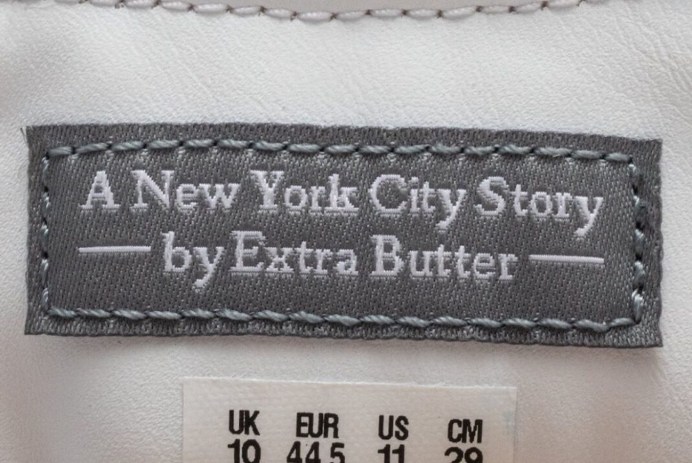 A New York City Story
by Extra Butter
UK EUR US CM
10 44.5 11 29